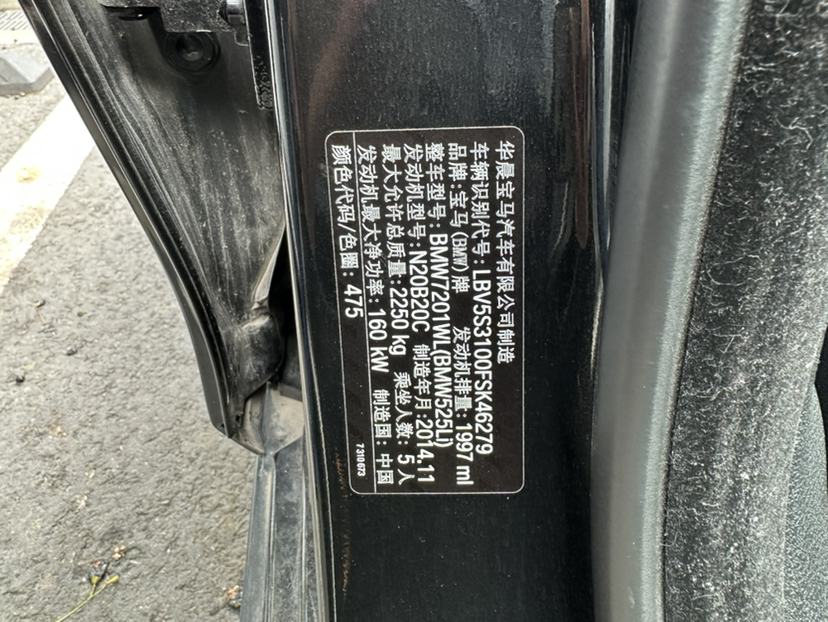 华晨宝马汽车有限公司制造
车辆识别代号:LBV5S3100FSK46279
品牌:宝马(BMW)牌 发动机排量:1997 ml
整车型号:BMW7201WL(BMW525Li)
发动机型号:N20B20C 制造年月:2014.11
最大允许总质量:2250 kg 乘坐人数:5人
发动机最大净功率:160 kW 制造国:中国
颜色代码/色圈:475 7310673